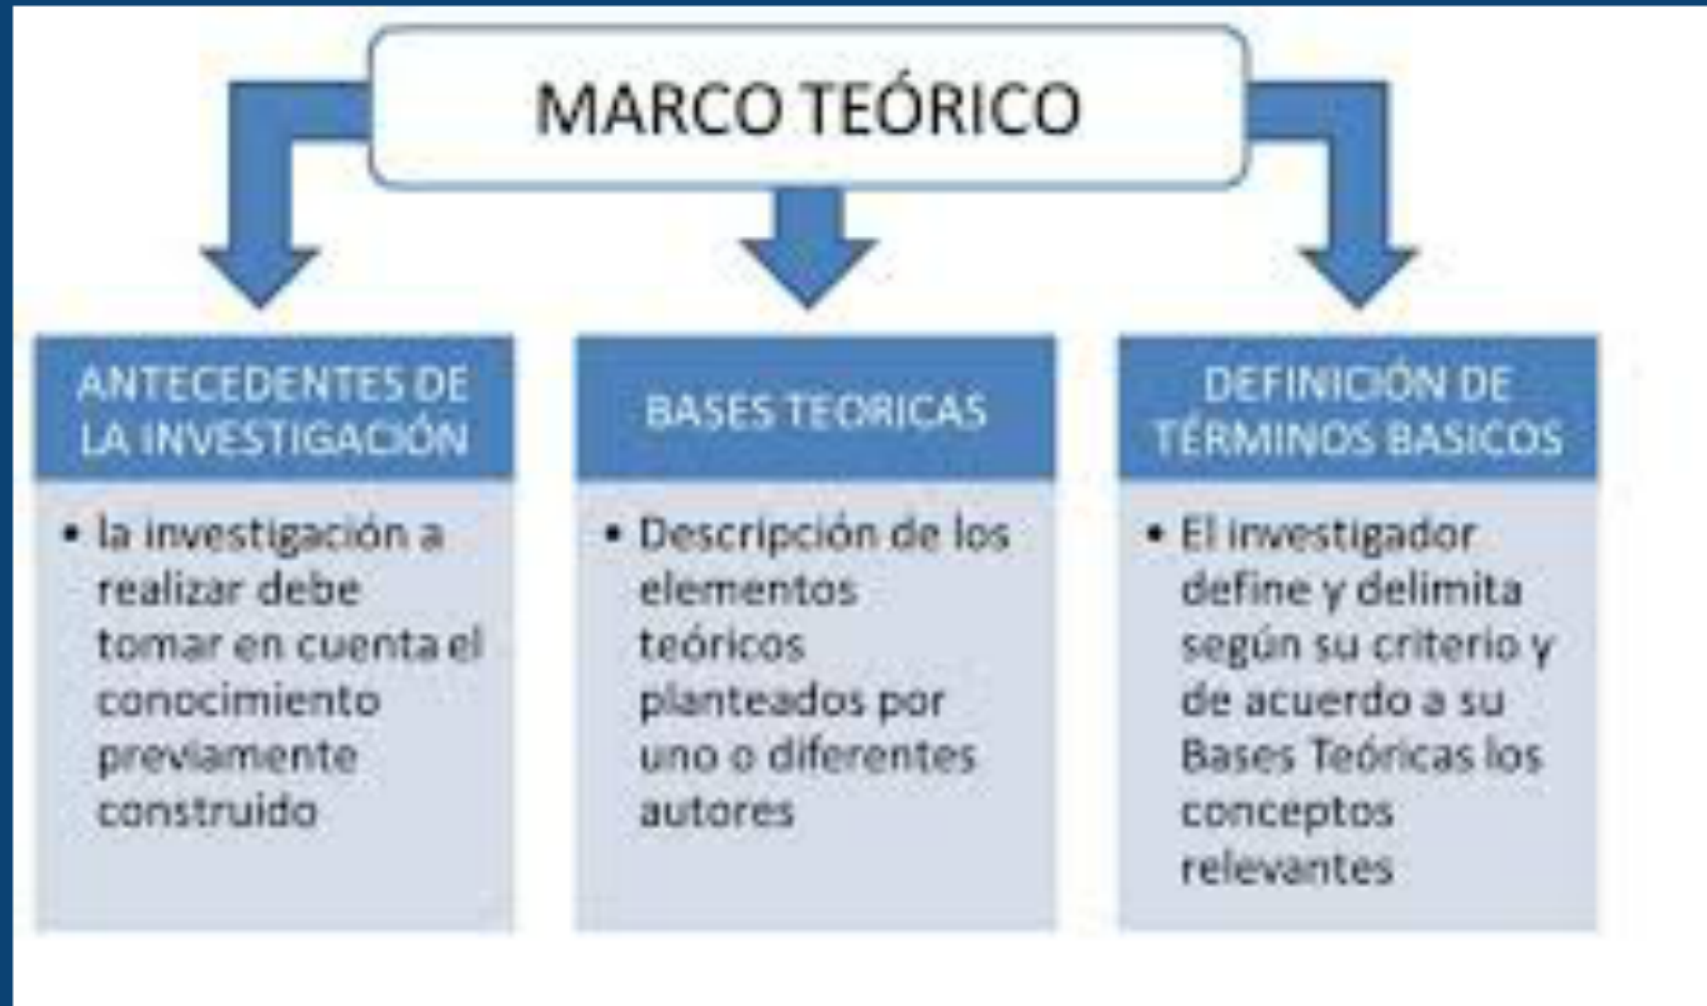 MARCO TEÓRICO
ANTECEDENTES DE
LA INVESTIGACIÓN
• la investigación a
realizar debe
tomar en cuenta el
conocimiento
previamente
construido
BASES TEORICAS
• Descripción de los
elementos
teóricos
planteados por
uno o diferentes
autores
DEFINICIÓN DE
TÉRMINOS BASICOS
• El investigador
define y delimita
según su criterio y
de acuerdo a su
Bases Teóricas los
conceptos
relevantes